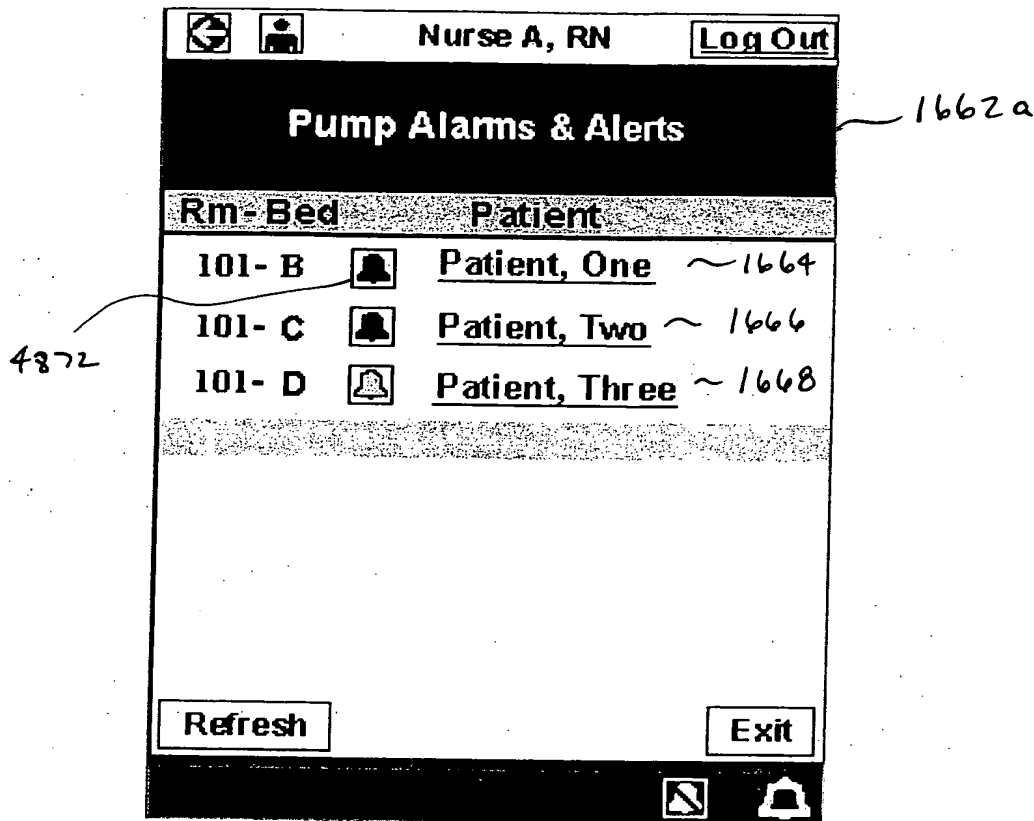 Nurse A, RN Log Out
Pump Alarms & Alerts 1662a
Rm-Bed Patient
101- B Patient, One 1664
101- C Patient, Two 1666
4872
101- D Patient, Three 1668
Refresh Exit